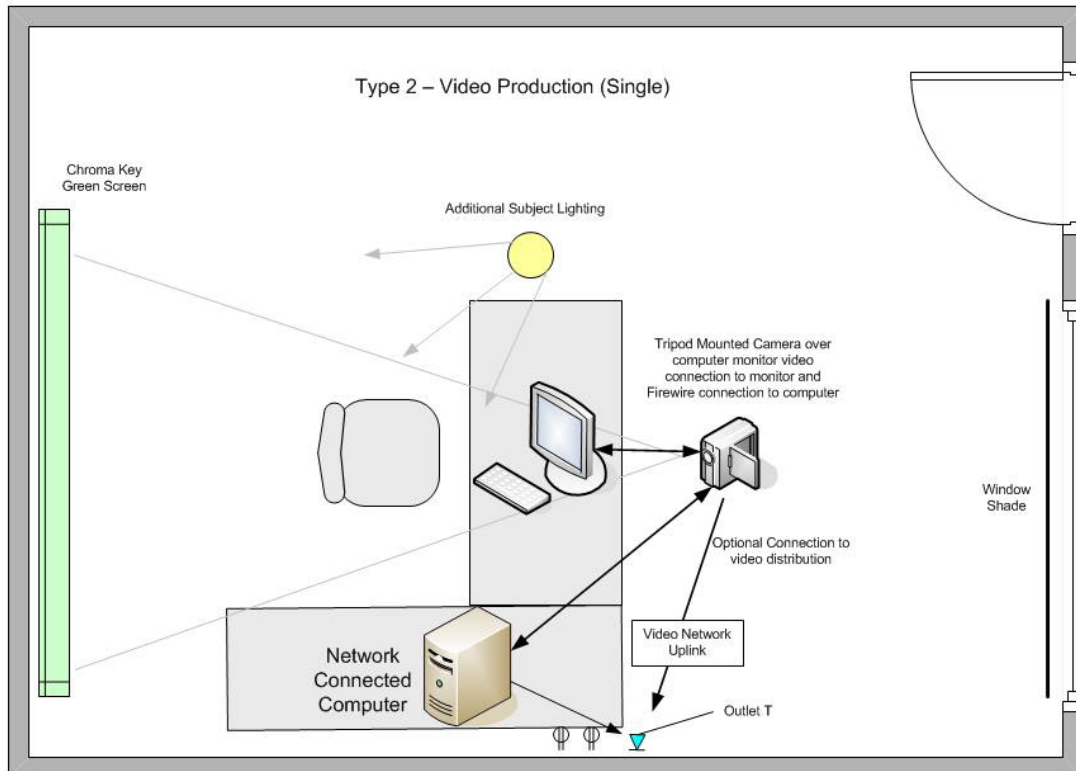 Type 2 – Video Production (Single)
Chroma Key
Green Screen
Additional Subject Lighting
Tripod Mounted Camera over
computer monitor video
connection to monitor and
Firewire connection to computer
Window
Shade
Optional Connection to
video distribution
Video Network
Uplink
Network
Connected
Computer
Outlet T